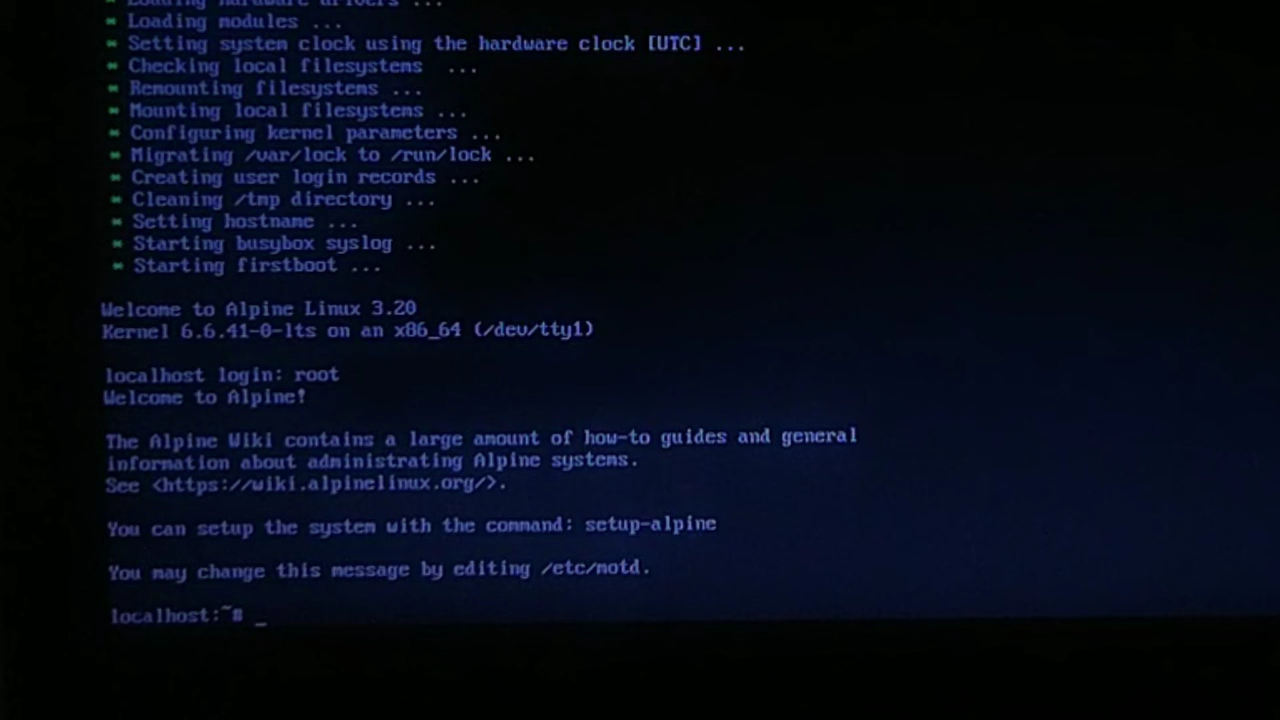 * Loading hardware drivers ...
* Loading modules ...
* Setting system clock using the hardware clock [UTC] ...
* Checking local filesystems  ...
* Remounting filesystems ...
* Mounting local filesystems ...
* Configuring kernel parameters ...
* Migrating /var/lock to /run/lock ...
* Creating user login records ...
* Cleaning /tmp directory ...
* Setting hostname ...
* Starting busybox syslog ...
* Starting firstboot ...
Welcome to Alpine Linux 3.20
Kernel 6.6.41-0-lts on an x86_64 (/dev/tty1)
localhost login: root
Welcome to Alpine!
The Alpine Wiki contains a large amount of how-to guides and general
information about administrating Alpine systems.
See <https://wiki.alpinelinux.org/>.
You can setup the system with the command: setup-alpine
You may change this message by editing /etc/motd.
localhost:~# _